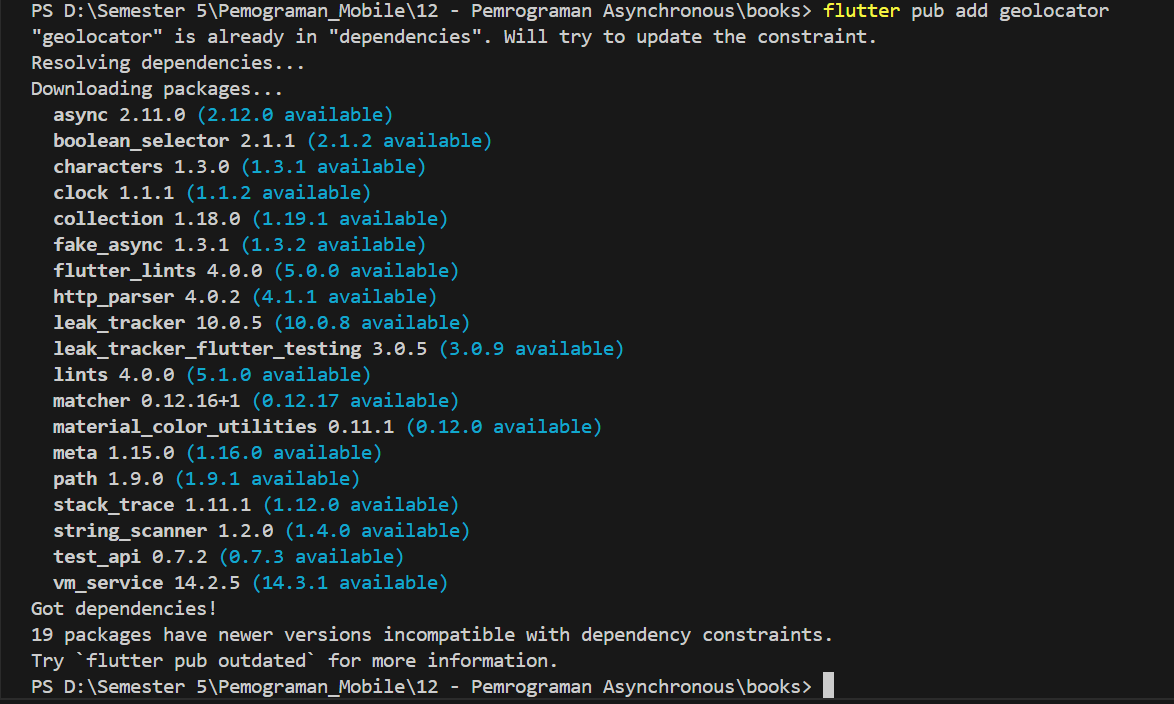 PS D:\Semester 5\Pemograman_Mobile\12 - Pemrograman Asynchronous\books> flutter pub add geolocator
"geolocator" is already in "dependencies". Will try to update the constraint.
Resolving dependencies...
Downloading packages...
  async 2.11.0 (2.12.0 available)
  boolean_selector 2.1.1 (2.1.2 available)
  characters 1.3.0 (1.3.1 available)
  clock 1.1.1 (1.1.2 available)
  collection 1.18.0 (1.19.1 available)
  fake_async 1.3.1 (1.3.2 available)
  flutter_lints 4.0.0 (5.0.0 available)
  http_parser 4.0.2 (4.1.1 available)
  leak_tracker 10.0.5 (10.0.8 available)
  leak_tracker_flutter_testing 3.0.5 (3.0.9 available)
  lints 4.0.0 (5.1.0 available)
  matcher 0.12.16+1 (0.12.17 available)
  material_color_utilities 0.11.1 (0.12.0 available)
  meta 1.15.0 (1.16.0 available)
  path 1.9.0 (1.9.1 available)
  stack_trace 1.11.1 (1.12.0 available)
  string_scanner 1.2.0 (1.4.0 available)
  test_api 0.7.2 (0.7.3 available)
  vm_service 14.2.5 (14.3.1 available)
Got dependencies!
19 packages have newer versions incompatible with dependency constraints.
Try `flutter pub outdated` for more information.
PS D:\Semester 5\Pemograman_Mobile\12 - Pemrograman Asynchronous\books>